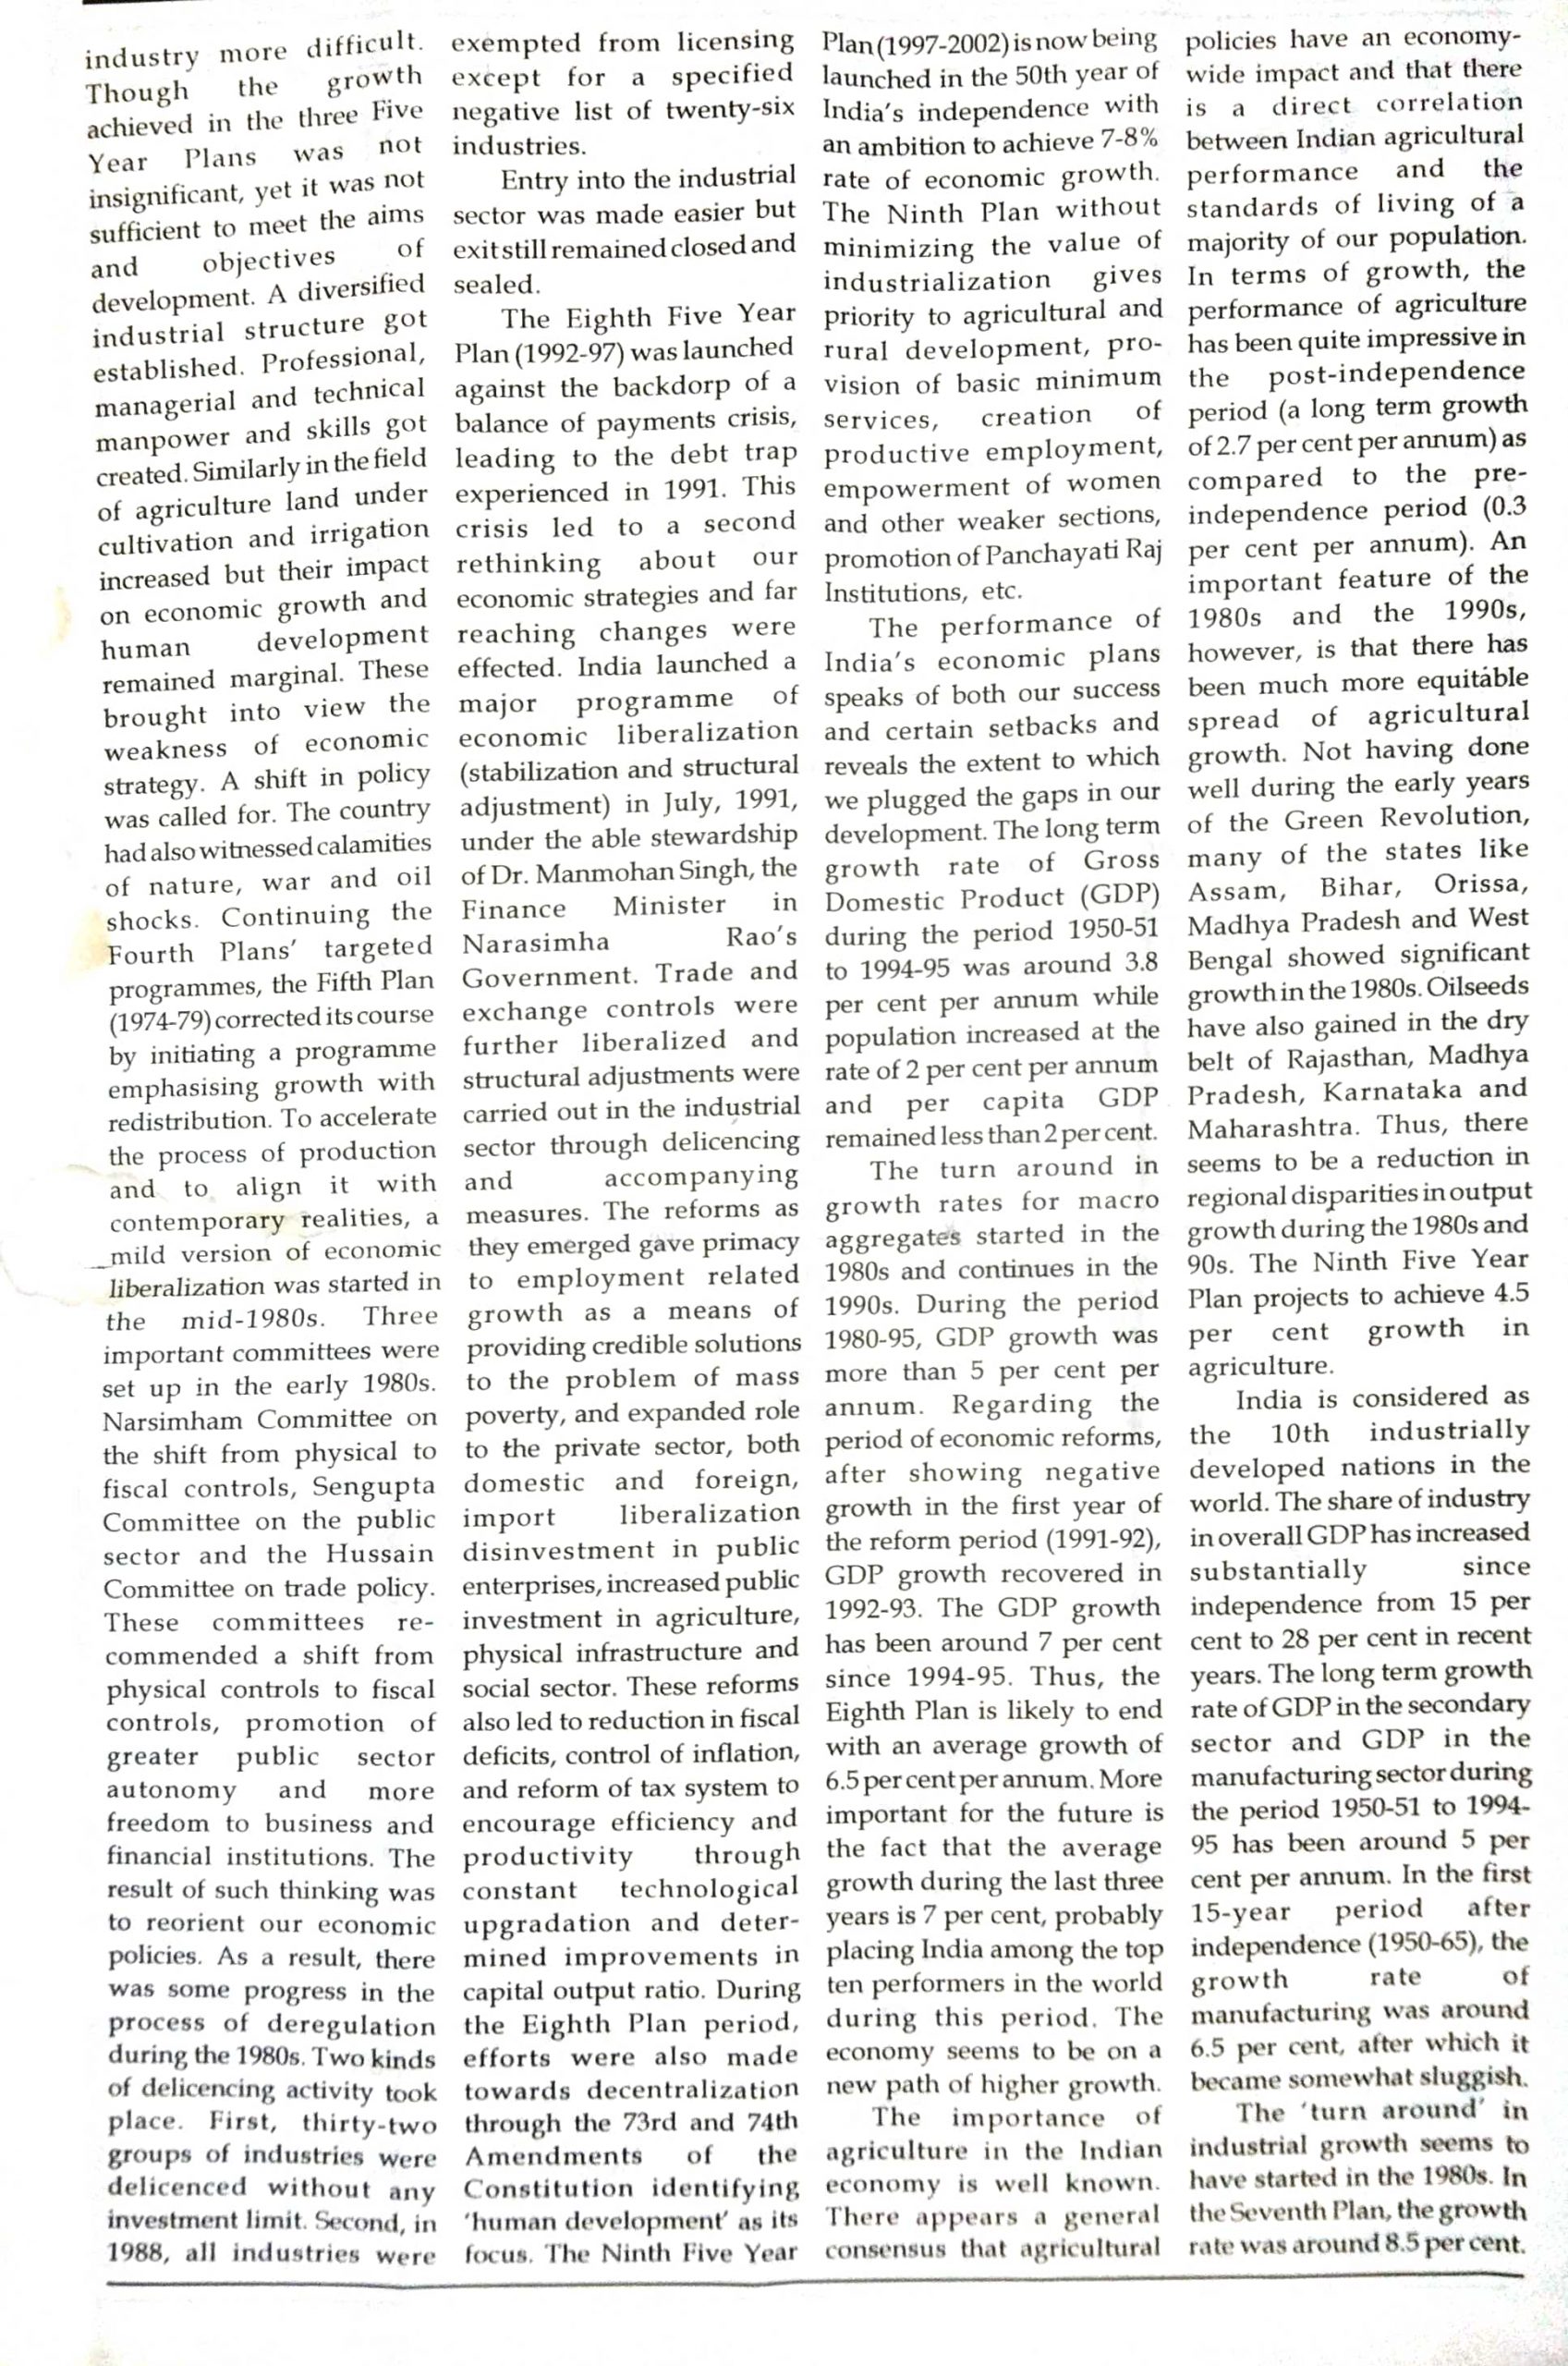 industry more difficult.
Though the growth
achieved in the three Five
Year Plans was not
insignificant, yet it was not
sufficient to meet the aims
and objectives of
development. A diversified
industrial structure got
established. Professional,
managerial and technical
manpower and skills got
created. Similarly in the field
of agriculture land under
cultivation and irrigation
increased but their impact
on economic growth and
human development
remained marginal. These
brought into view the
weakness of economic
strategy. A shift in policy
was called for. The country
had also witnessed calamities
of nature, war and oil
shocks. Continuing the
Fourth Plans' targeted
programmes, the Fifth Plan
(1974-79) corrected its course
by initiating a programme
emphasising growth with
redistribution. To accelerate
the process of production
and to align it with
contemporary realities, a
mild version of economic
liberalization was started in
the mid-1980s. Three
important committees were
set up in the early 1980s.
Narsimham Committee on
the shift from physical to
fiscal controls, Sengupta
Committee on the public
sector and the Hussain
Committee on trade policy.
These committees re-
commended a shift from
physical controls to fiscal
controls, promotion of
greater public sector
autonomy and more
freedom to business and
financial institutions. The
result of such thinking was
to reorient our economic
policies. As a result, there
was some progress in the
process of deregulation
during the 1980s. Two kinds
of delicencing activity took
place. First, thirty-two
groups of industries were
delicenced without any
investment limit. Second, in
1988, all industries were
exempted from licensing
except for a specified
negative list of twenty-six
industries.
Entry into the industrial
sector was made easier but
exit still remained closed and
sealed.
The Eighth Five Year
Plan (1992-97) was launched
against the backdorp of a
balance of payments crisis,
leading to the debt trap
experienced in 1991. This
crisis led to a second
rethinking about our
economic strategies and far
reaching changes were
effected. India launched a
major programme of
economic liberalization
(stabilization and structural
adjustment) in July, 1991,
under the able stewardship
of Dr. Manmohan Singh, the
Finance Minister in
Narasimha Rao's
Government. Trade and
exchange controls were
further liberalized and
structural adjustments were
carried out in the industrial
sector through delicencing
and accompanying
measures. The reforms as
they emerged gave primacy
to employment related
growth as a means of
providing credible solutions
to the problem of mass
poverty, and expanded role
to the private sector, both
domestic and foreign,
import liberalization
disinvestment in public
enterprises, increased public
investment in agriculture,
physical infrastructure and
social sector. These reforms
also led to reduction in fiscal
deficits, control of inflation,
and reform of tax system to
encourage efficiency and
productivity through
constant technological
upgradation and deter-
mined improvements in
capital output ratio. During
the Eighth Plan period,
efforts were also made
towards decentralization
through the 73rd and 74th
Amendments of the
Constitution identifying
'human development' as its
focus. The Ninth Five Year
Plan (1997-2002) is now being
launched in the 50th year of
India's independence with
an ambition to achieve 7-8%
rate of economic growth.
The Ninth Plan without
minimizing the value of
industrialization gives
priority to agricultural and
rural development, pro-
vision of basic minimum
services, creation of
productive employment,
empowerment of women
and other weaker sections,
promotion of Panchayati Raj
Institutions, etc.
The performance of
India's economic plans
speaks of both our success
and certain setbacks and
reveals the extent to which
we plugged the gaps in our
development. The long term
growth rate of Gross
Domestic Product (GDP)
during the period 1950-51
to 1994-95 was around 3.8
per cent per annum while
population increased at the
rate of 2 per cent per annum
and per capita GDP
remained less than 2 per cent.
The turn around in
growth rates for macro
aggregates started in the
1980s and continues in the
1990s. During the period
1980-95, GDP growth was
more than 5 per cent per
annum. Regarding the
period of economic reforms,
after showing negative
growth in the first year of
the reform period (1991-92),
GDP growth recovered in
1992-93. The GDP growth
has been around 7 per cent
since 1994-95. Thus, the
Eighth Plan is likely to end
with an average growth of
6.5 per cent per annum. More
important for the future is
the fact that the average
growth during the last three
years is 7 per cent, probably
placing India among the top
ten performers in the world
during this period. The
economy seems to be on a
new path of higher growth.
The importance of
agriculture in the Indian
economy is well known.
There appears a general
consensus that agricultural
policies have an economy-
wide impact and that there
is a direct correlation
between Indian agricultural
performance and the
standards of living of a
majority of our population.
In terms of growth, the
performance of agriculture
has been quite impressive in
the post-independence
period (a long term growth
of 2.7 per cent per annum) as
compared to the pre-
independence period (0.3
per cent per annum). An
important feature of the
1980s and the 1990s,
however, is that there has
been much more equitable
spread of agricultural
growth. Not having done
well during the early years
of the Green Revolution,
many of the states like
Assam, Bihar, Orissa,
Madhya Pradesh and West
Bengal showed significant
growth in the 1980s. Oilseeds
have also gained in the dry
belt of Rajasthan, Madhya
Pradesh, Karnataka and
Maharashtra. Thus, there
seems to be a reduction in
regional disparities in output
growth during the 1980s and
90s. The Ninth Five Year
Plan projects to achieve 4.5
per cent growth in
agriculture.
India is considered as
the 10th industrially
developed nations in the
world. The share of industry
in overall GDP has increased
substantially since
independence from 15 per
cent to 28 per cent in recent
years. The long term growth
rate of GDP in the secondary
sector and GDP in the
manufacturing sector during
the period 1950-51 to 1994-
95 has been around 5 per
cent per annum. In the first
15-year period after
independence (1950-65), the
growth rate of
manufacturing was around
6.5 per cent, after which it
became somewhat sluggish.
The 'turn around' in
industrial growth seems to
have started in the 1980s. In
the Seventh Plan, the growth
rate was around 8.5 per cent.